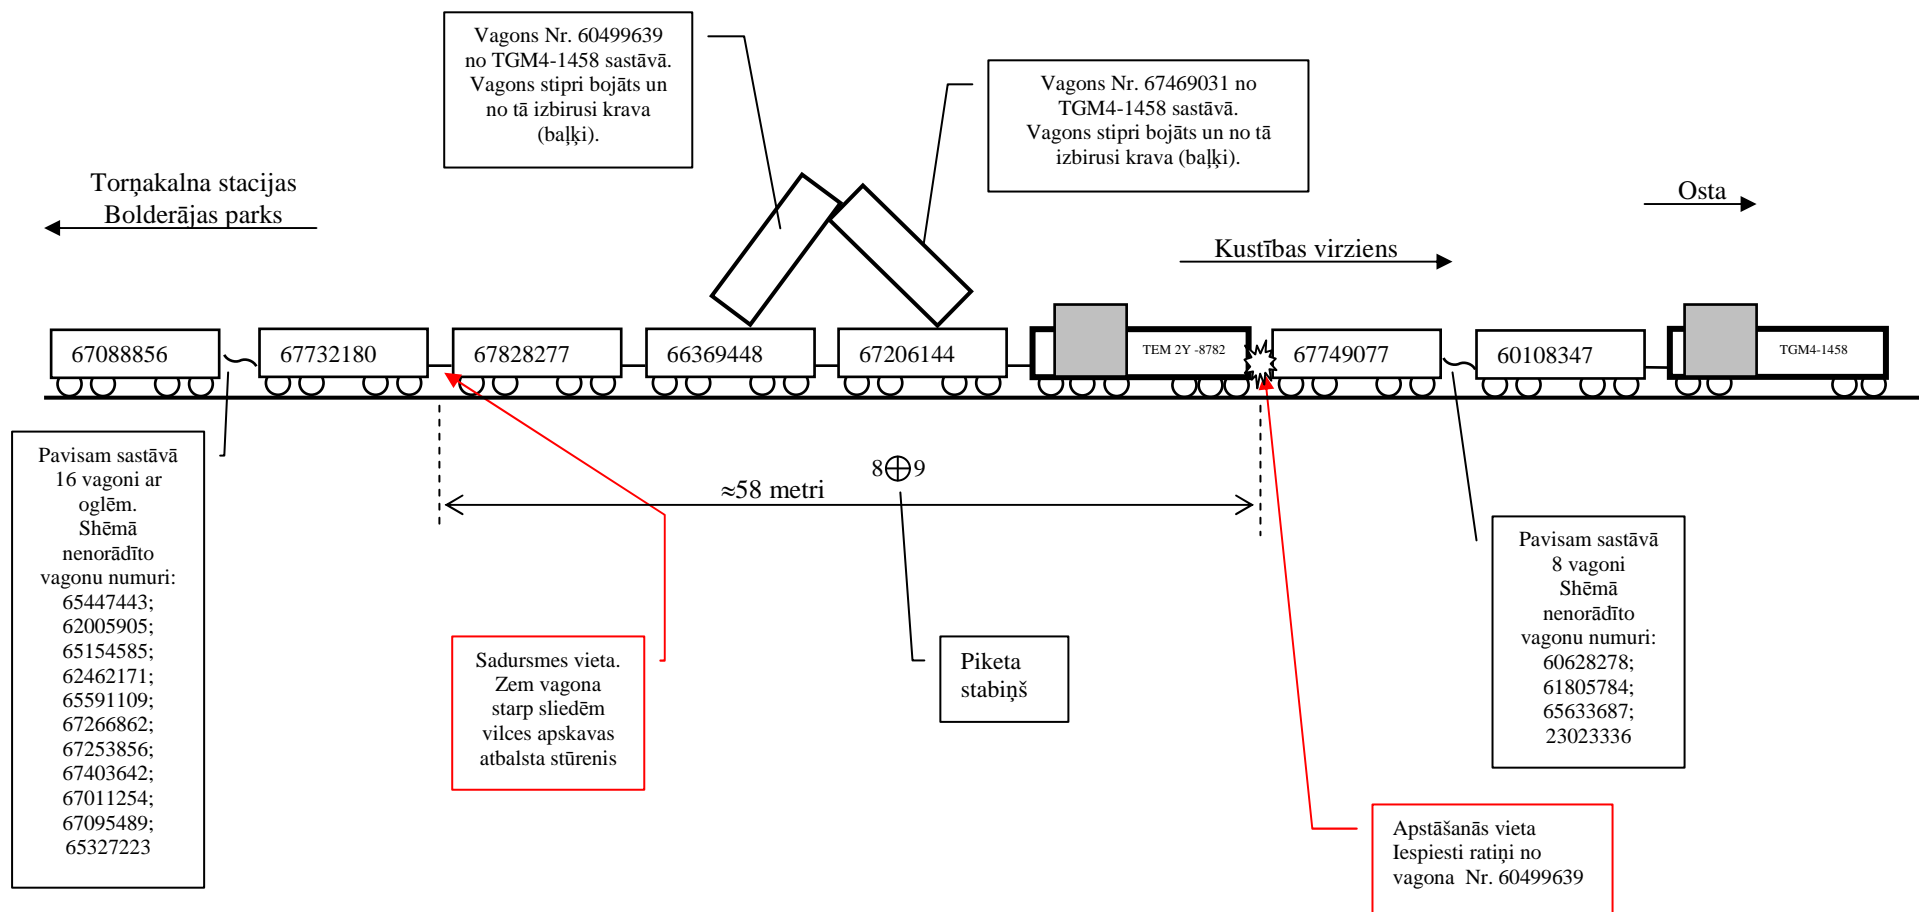 Vagons Nr. 60499639
no TGM4-1458 sastāvā.
Vagons stipri bojāts un
no tā izbirusi krava
(baļķi).
Vagons Nr. 67469031 no
TGM4-1458 sastāvā.
Vagons stipri bojāts un no tā
izbirusi krava (baļķi).
Torņakalna stacijas
Bolderājas parks
Osta
Kustības virziens
67088856
67732180
67828277
66369448
67206144
TEM 2Y -8782
67749077
60108347
TGM4-1458
8 9
≈58 metri
Pavisam sastāvā
16 vagoni ar
oglēm.
Shēmā
nenorādīto
vagonu numuri:
65447443;
62005905;
65154585;
62462171;
65591109;
67266862;
67253856;
67403642;
67011254;
67095489;
65327223
Sadursmes vieta.
Zem vagona
starp sliedēm
vilces apskavas
atbalsta stūrenis
Piketa
stabiņš
Pavisam sastāvā
8 vagoni
Shēmā
nenorādīto
vagonu numuri:
60628278;
61805784;
65633687;
23023336
Apstāšanās vieta
Iespiesti ratiņi no
vagona Nr. 60499639